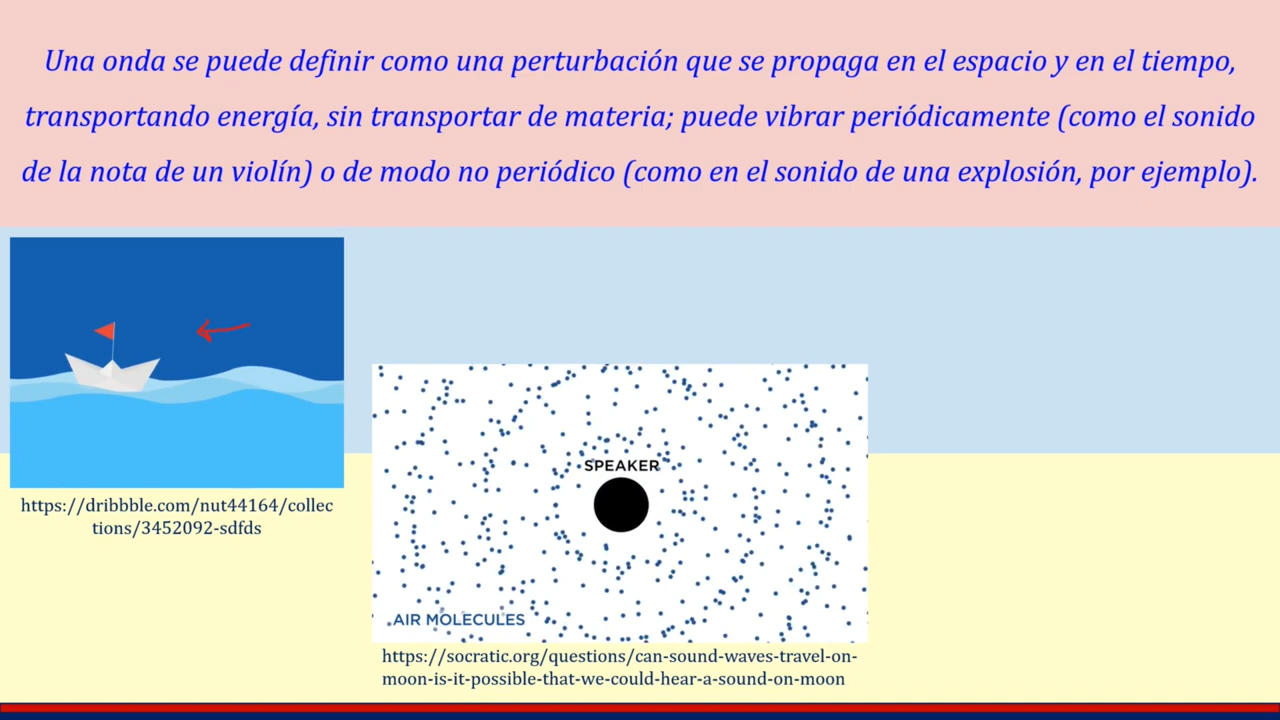 Una onda se puede definir como una perturbación que se propaga en el espacio y en el tiempo,
transportando energía, sin transportar de materia; puede vibrar periódicamente (como el sonido
de la nota de un violín) o de modo no periódico (como en el sonido de una explosión, por ejemplo).
https://dribbble.com/nut44164/collec
tions/3452092-sdfds
SPEAKER
AIR MOLECULES
https://socratic.org/questions/can-sound-waves-travel-on-
moon-is-it-possible-that-we-could-hear-a-sound-on-moon